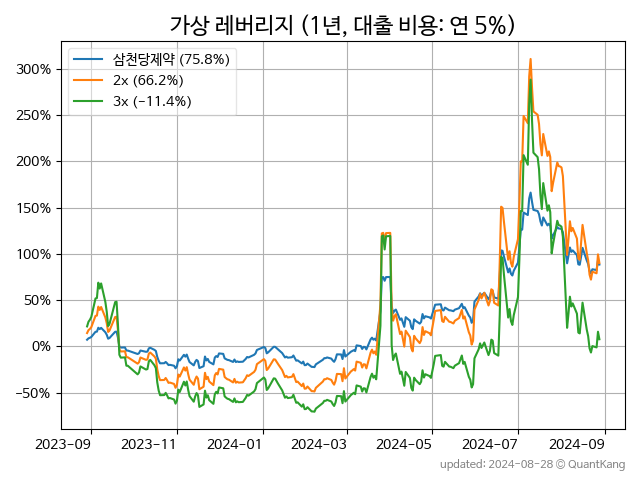 가상 레버리지 (1년, 대출 비용: 연 5%)
삼천당제약 (75.8%)
2x (66.2%)
3x (-11.4%)
300%
250%
200%
150%
100%
50%
0%
−50%
2023-09 2023-11 2024-01 2024-03 2024-05 2024-07 2024-09
updated: 2024-08-28 © QuantKang